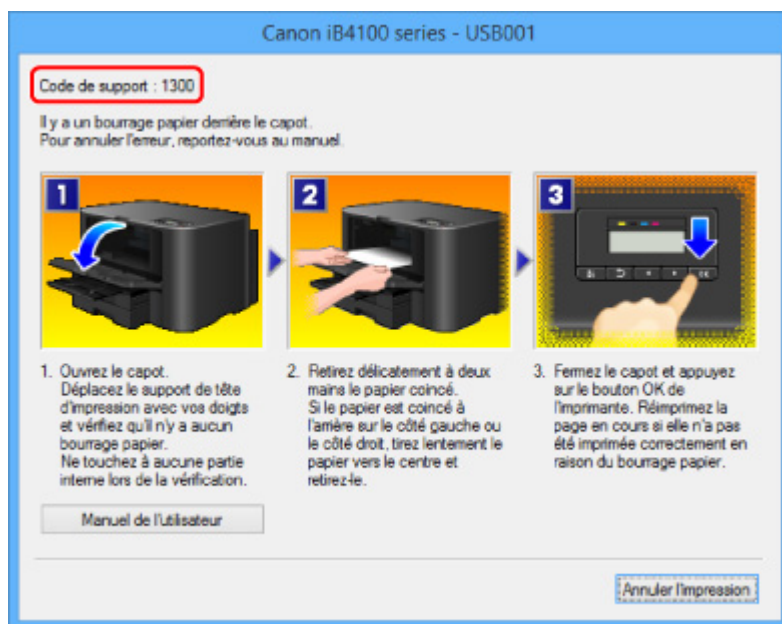 Canon iB4100 series - USB001
Code de support : 1300
Il y a un bourrage papier derrière le capot.
Pour annuler l'erreur, reportez-vous au manuel.
1
2
3
1. Ouvrez le capot.
Déplacez le support de tête
d'impression avec vos doigts
et vérifiez qu'il n'y a aucun
bourrage papier.
Ne touchez à aucune partie
interne lors de la vérification.
2. Retirez délicatement à deux
mains le papier coincé.
Si le papier est coincé à
l'arrière sur le côté gauche ou
le côté droit, tirez lentement le
papier vers le centre et
retirez-le.
3. Fermez le capot et appuyez
sur le bouton OK de
l'imprimante. Réimprimez la
page en cours si elle n'a pas
été imprimée correctement en
raison du bourrage papier.
Manuel de l'utilisateur
Annuler l'impression